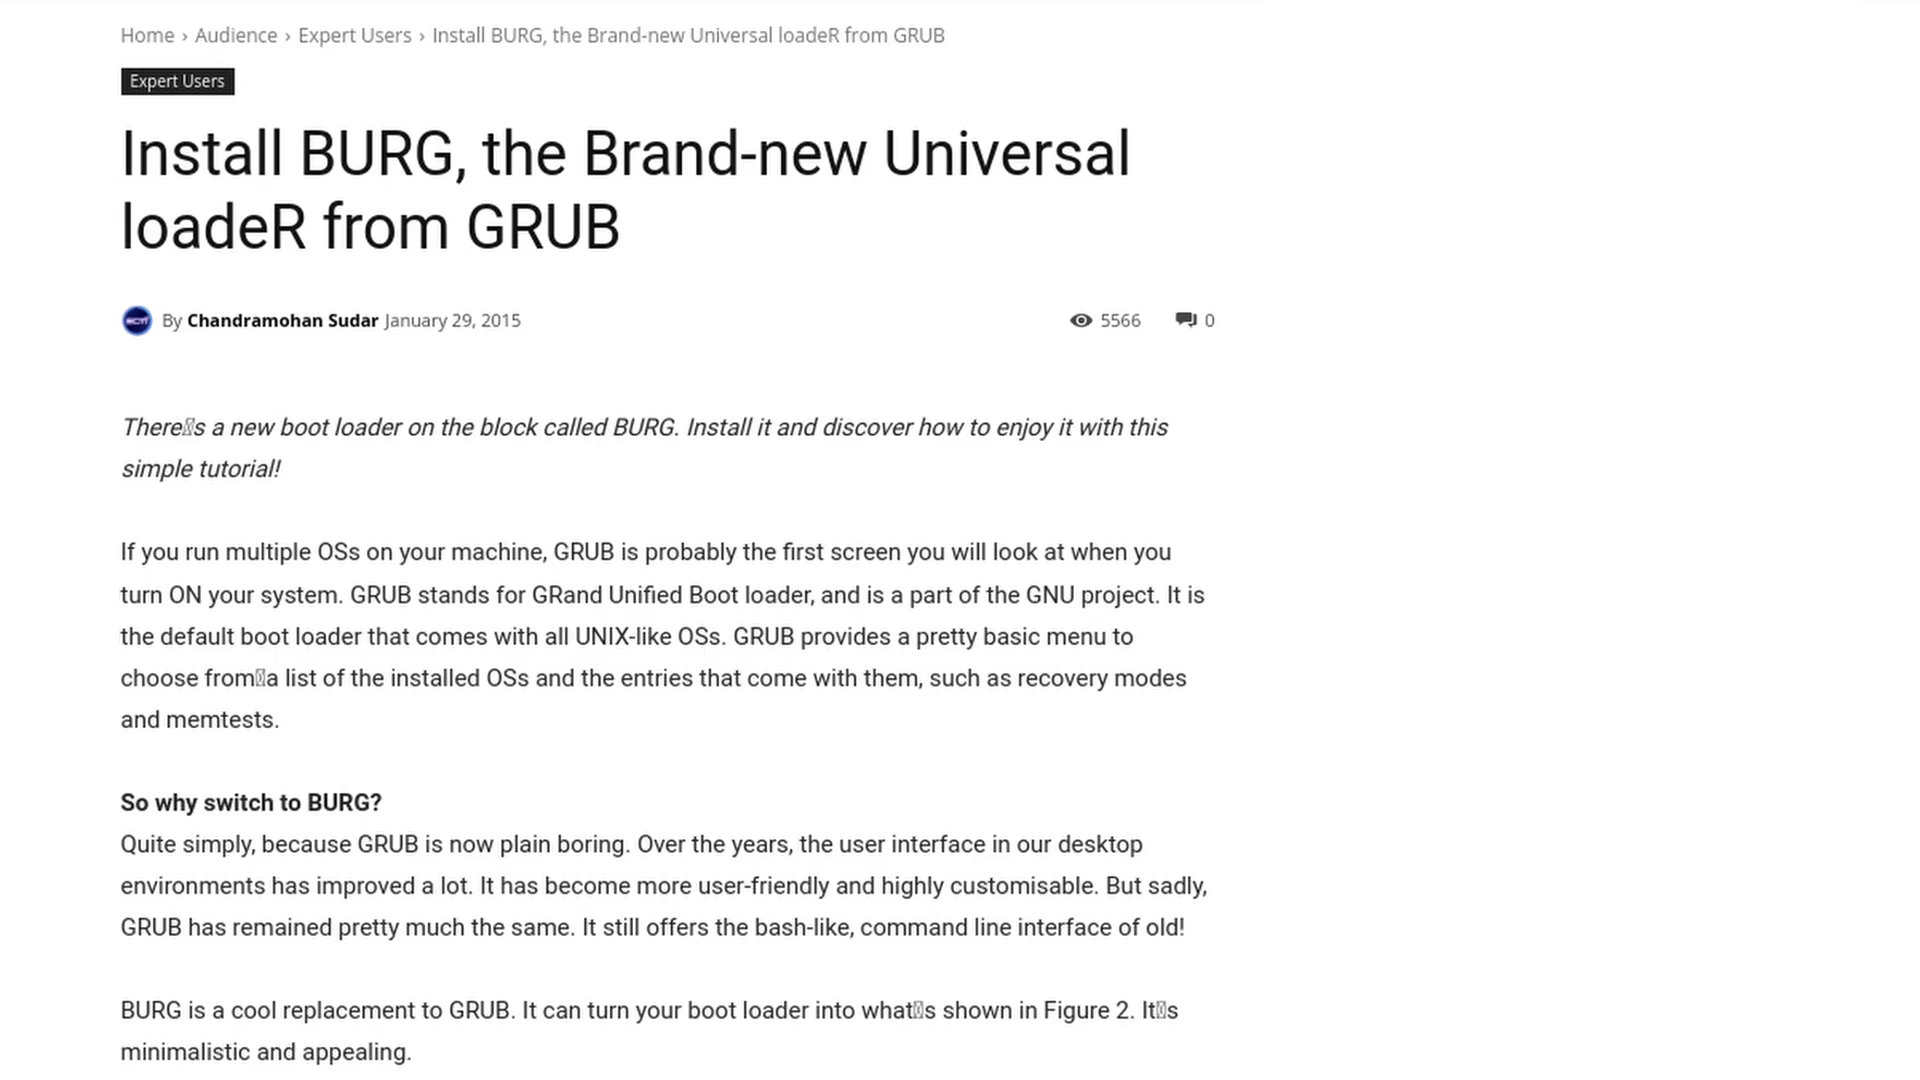 Home › Audience › Expert Users › Install BURG, the Brand-new Universal loadeR from GRUB
Expert Users
Install BURG, the Brand-new Universal
loadeR from GRUB
By Chandramohan Sudar January 29, 2015 5566 0
There▯s a new boot loader on the block called BURG. Install it and discover how to enjoy it with this
simple tutorial!
If you run multiple OSs on your machine, GRUB is probably the first screen you will look at when you
turn ON your system. GRUB stands for GRand Unified Boot loader, and is a part of the GNU project. It is
the default boot loader that comes with all UNIX-like OSs. GRUB provides a pretty basic menu to
choose from▯a list of the installed OSs and the entries that come with them, such as recovery modes
and memtests.
So why switch to BURG?
Quite simply, because GRUB is now plain boring. Over the years, the user interface in our desktop
environments has improved a lot. It has become more user-friendly and highly customisable. But sadly,
GRUB has remained pretty much the same. It still offers the bash-like, command line interface of old!
BURG is a cool replacement to GRUB. It can turn your boot loader into what▯s shown in Figure 2. It▯s
minimalistic and appealing.